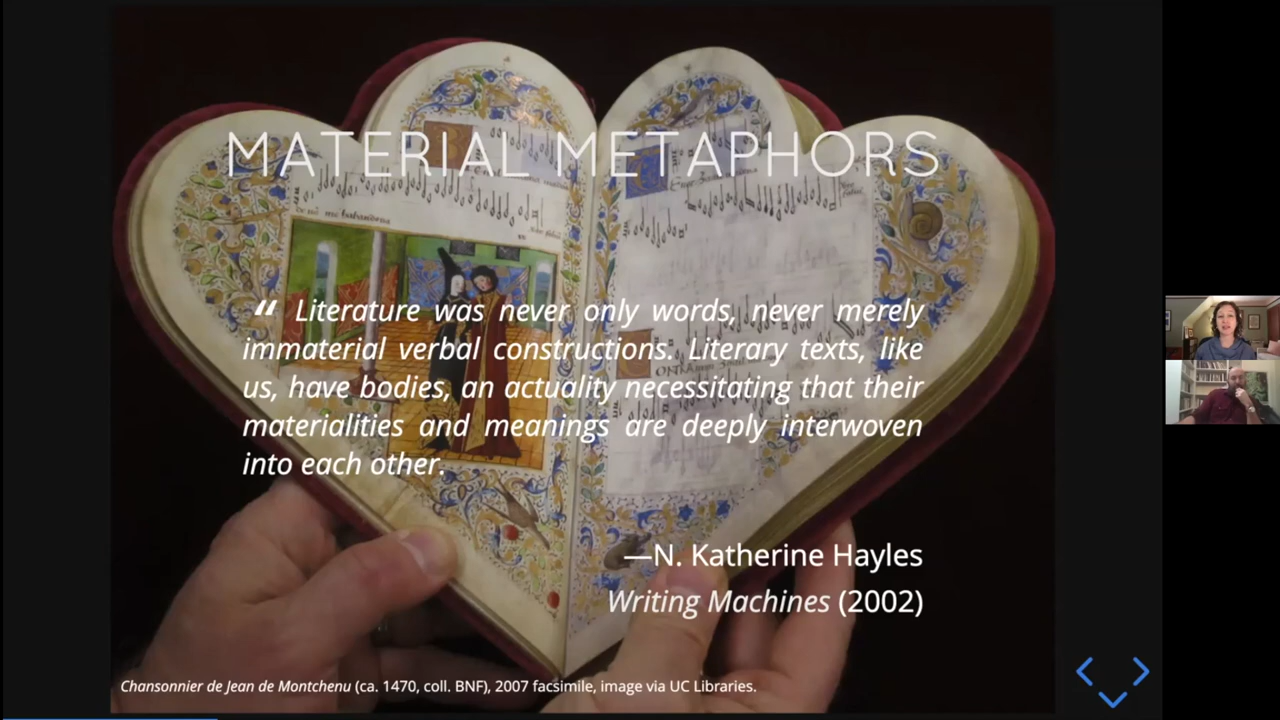 MATERIAL METAPHORS
“ Literature was never only words, never merely
immaterial verbal constructions. Literary texts, like
us, have bodies, an actuality necessitating that their
materialities and meanings are deeply interwoven
into each other.
—N. Katherine Hayles
Writing Machines (2002)
Chansonnier de Jean de Montchenu (ca. 1470, coll. BNF), 2007 facsimile, image via UC Libraries.